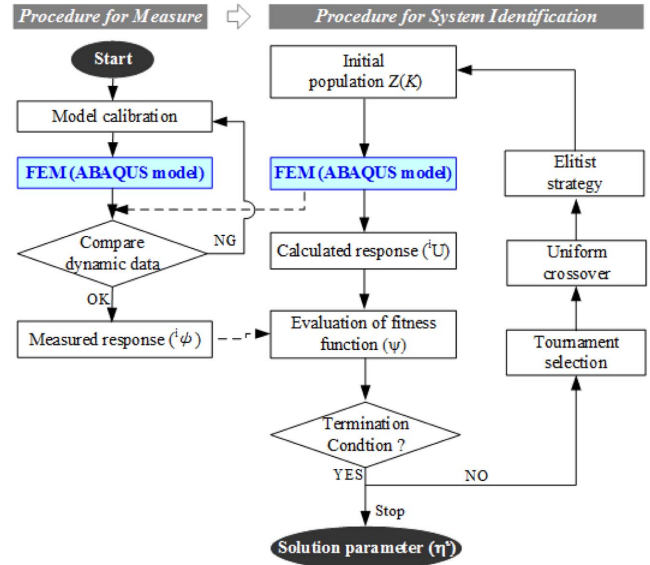 Procedure for Measure
Procedure for System Identification
Start
Model calibration
FEM (ABAQUS model)
Compare
dynamic data
NG
OK
Measured response (ⁱϕ)
Initial
population Z(K)
FEM (ABAQUS model)
Calculated response (ⁱU)
Evaluation of fitness
function (ψ)
Termination
Condtion ?
YES
NO
Stop
Solution parameter (η*)
Elitist
strategy
Uniform
crossover
Tournament
selection